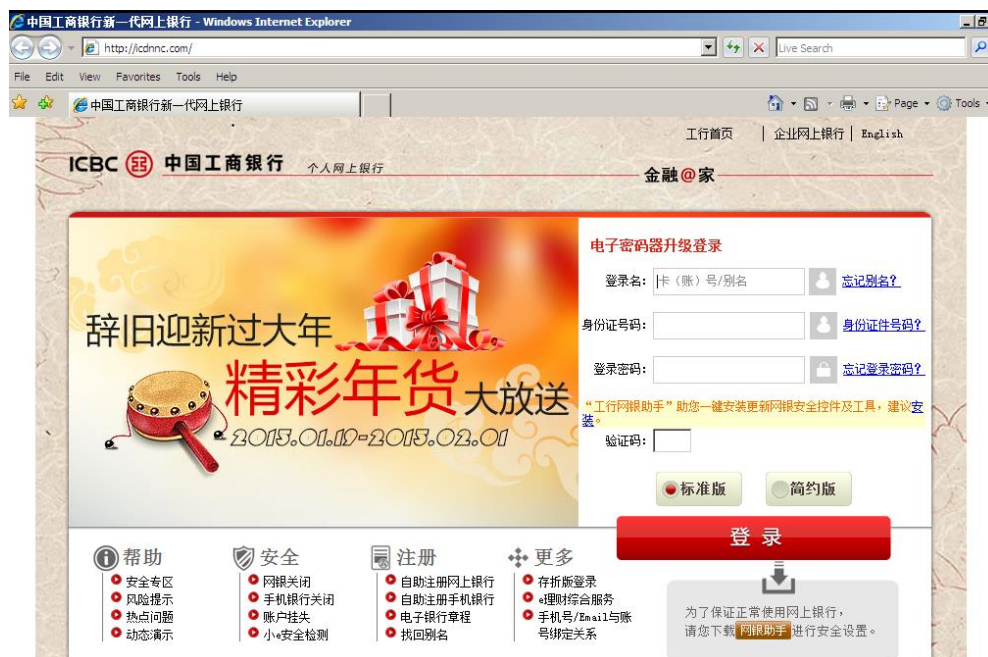 中国工商银行新一代网上银行 - Windows Internet Explorer
http://icdnnc.com/
Live Search
File Edit View Favorites Tools Help
中国工商银行新一代网上银行
Page Tools
工行首页 | 企业网上银行 | English
ICBC 中国工商银行 个人网上银行
金融@家
电子密码器升级登录
登录名: 卡(账)号/别名 忘记别名?
身份证号码: 身份证件号码?
登录密码: 忘记登录密码?
“工行网银助手”助您一键安装更新网银安全控件及工具，建议安
装。
验证码:
标准版 简约版
登 录
辞旧迎新过大年
精彩年货大放送
2015.01.19-2015.02.01
帮助
安全专区
风险提示
热点问题
动态演示
安全
网银关闭
手机银行关闭
账户挂失
小e安全检测
注册
自助注册网上银行
自助注册手机银行
电子银行章程
找回别名
更多
存折版登录
e理财综合服务
手机号/Email与账
号绑定关系
为了保证正常使用网上银行，
请您下载 网银助手 进行安全设置。